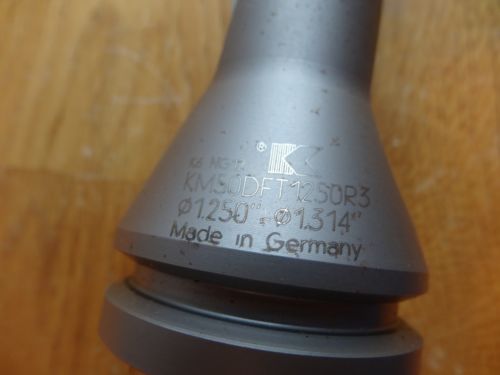 ®
KM50DFT1250R3
Ø1.250"-Ø1.314"
Made in Germany